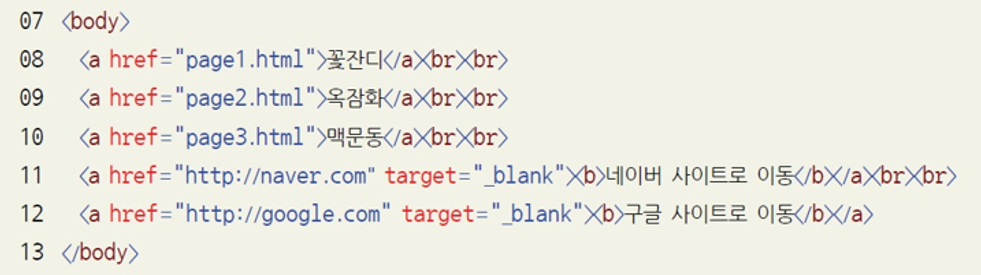 07 <body>
08 <a href="page1.html">꽃잔디</a><br><br>
09 <a href="page2.html">옥잠화</a><br><br>
10 <a href="page3.html">맥문동</a><br><br>
11 <a href="http://naver.com" target="_blank"><b>네이버 사이트로 이동</b></a><br><br>
12 <a href="http://google.com" target="_blank"><b>구글 사이트로 이동</b></a>
13 </body>